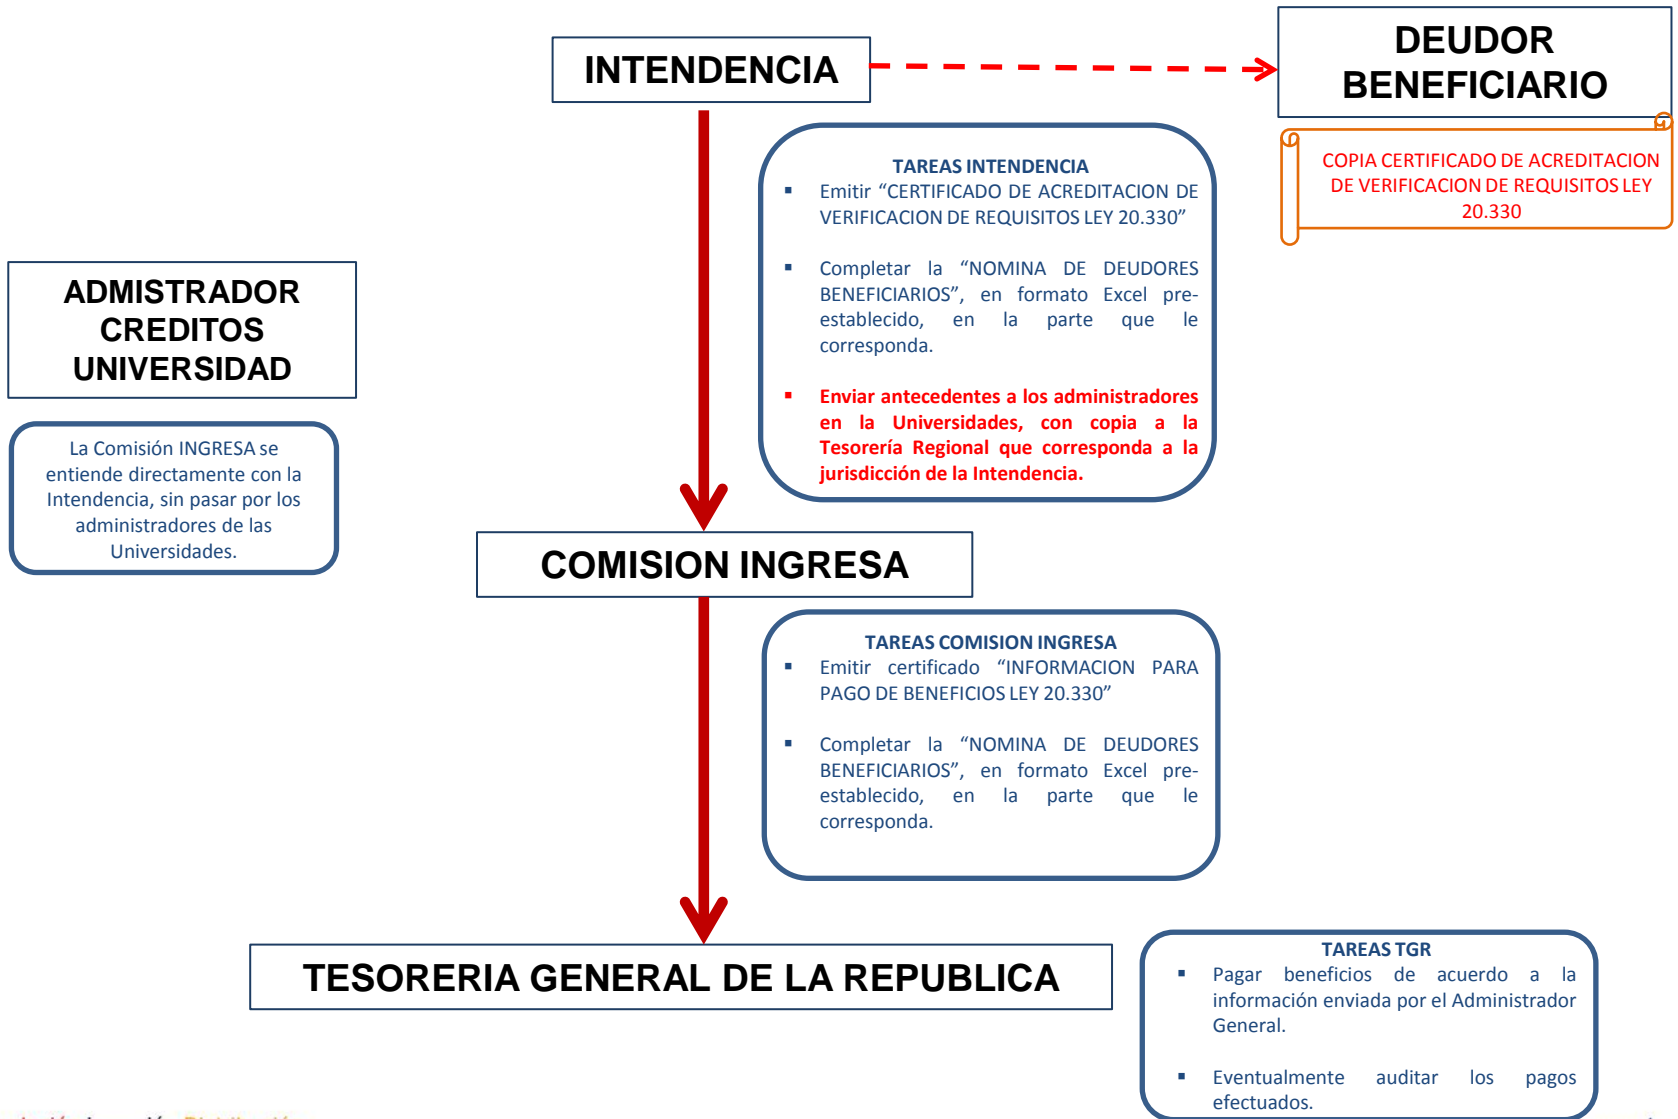 INTENDENCIA
DEUDOR
BENEFICIARIO
COPIA CERTIFICADO DE ACREDITACION
DE VERIFICACION DE REQUISITOS LEY
20.330
TAREAS INTENDENCIA
▪ Emitir “CERTIFICADO DE ACREDITACION DE
VERIFICACION DE REQUISITOS LEY 20.330”
▪ Completar la “NOMINA DE DEUDORES
BENEFICIARIOS”, en formato Excel pre-
establecido, en la parte que le
corresponda.
▪ Enviar antecedentes a los administradores
en la Universidades, con copia a la
Tesorería Regional que corresponda a la
jurisdicción de la Intendencia.
ADMISTRADOR
CREDITOS
UNIVERSIDAD
La Comisión INGRESA se
entiende directamente con la
Intendencia, sin pasar por los
administradores de las
Universidades.
COMISION INGRESA
TAREAS COMISION INGRESA
▪ Emitir certificado “INFORMACION PARA
PAGO DE BENEFICIOS LEY 20.330”
▪ Completar la “NOMINA DE DEUDORES
BENEFICIARIOS”, en formato Excel pre-
establecido, en la parte que le
corresponda.
TESORERIA GENERAL DE LA REPUBLICA
TAREAS TGR
▪ Pagar beneficios de acuerdo a la
información enviada por el Administrador
General.
▪ Eventualmente auditar los pagos
efectuados.